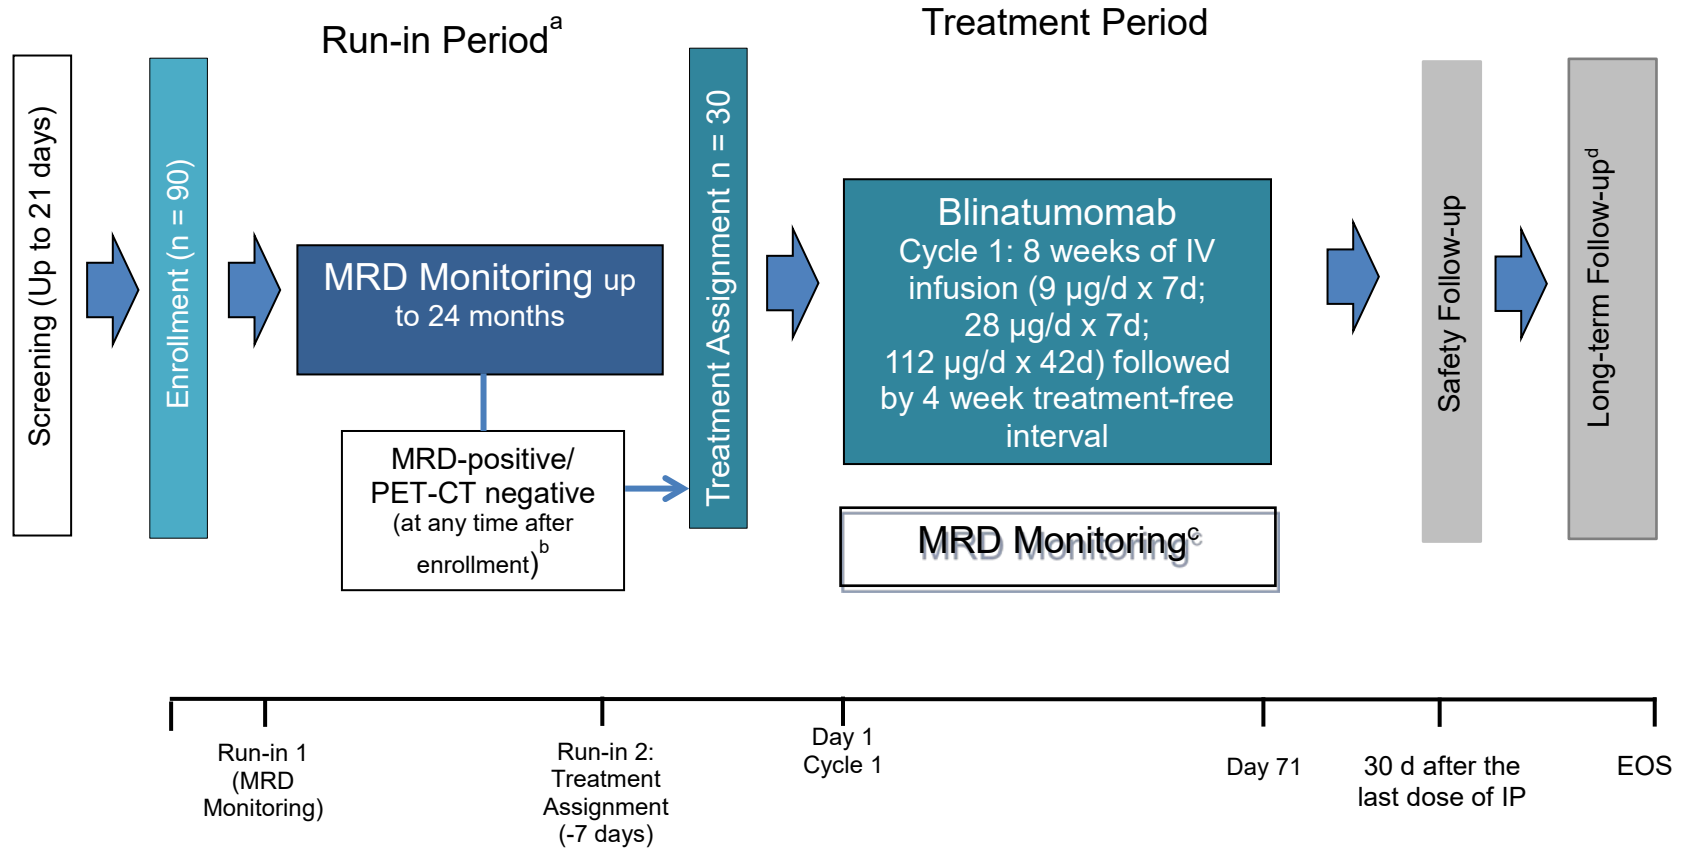 Run-in Periodᵃ
Treatment Period
Screening (Up to 21 days)
Enrollment (n = 90)
MRD Monitoring up
to 24 months
MRD-positive/
PET-CT negative
(at any time after
enrollment)ᵇ
Treatment Assignment n = 30
Blinatumomab
Cycle 1: 8 weeks of IV
infusion (9 µg/d x 7d;
28 µg/d x 7d;
112 µg/d x 42d) followed
by 4 week treatment-free
interval
MRD Monitoringᶜ
Safety Follow-up
Long-term Follow-upᵈ
Run-in 1
(MRD
Monitoring)
Run-in 2:
Treatment
Assignment
(-7 days)
Day 1
Cycle 1
Day 71
30 d after the
last dose of IP
EOS